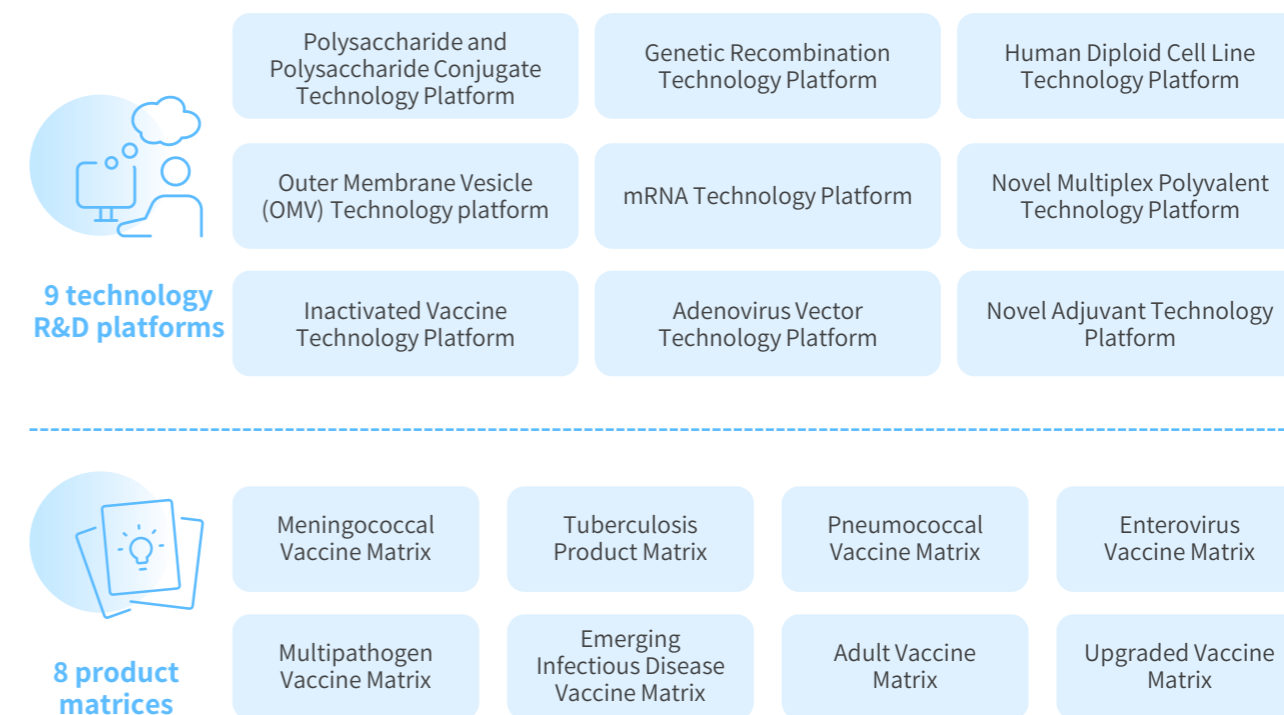 Polysaccharide and
Polysaccharide Conjugate
Technology Platform
Genetic Recombination
Technology Platform
Human Diploid Cell Line
Technology Platform
Outer Membrane Vesicle
(OMV) Technology platform
mRNA Technology Platform
Novel Multiplex Polyvalent
Technology Platform
9 technology
R&D platforms
Inactivated Vaccine
Technology Platform
Adenovirus Vector
Technology Platform
Novel Adjuvant Technology
Platform
Meningococcal
Vaccine Matrix
Tuberculosis
Product Matrix
Pneumococcal
Vaccine Matrix
Enterovirus
Vaccine Matrix
8 product
matrices
Multipathogen
Vaccine Matrix
Emerging
Infectious Disease
Vaccine Matrix
Adult Vaccine
Matrix
Upgraded Vaccine
Matrix